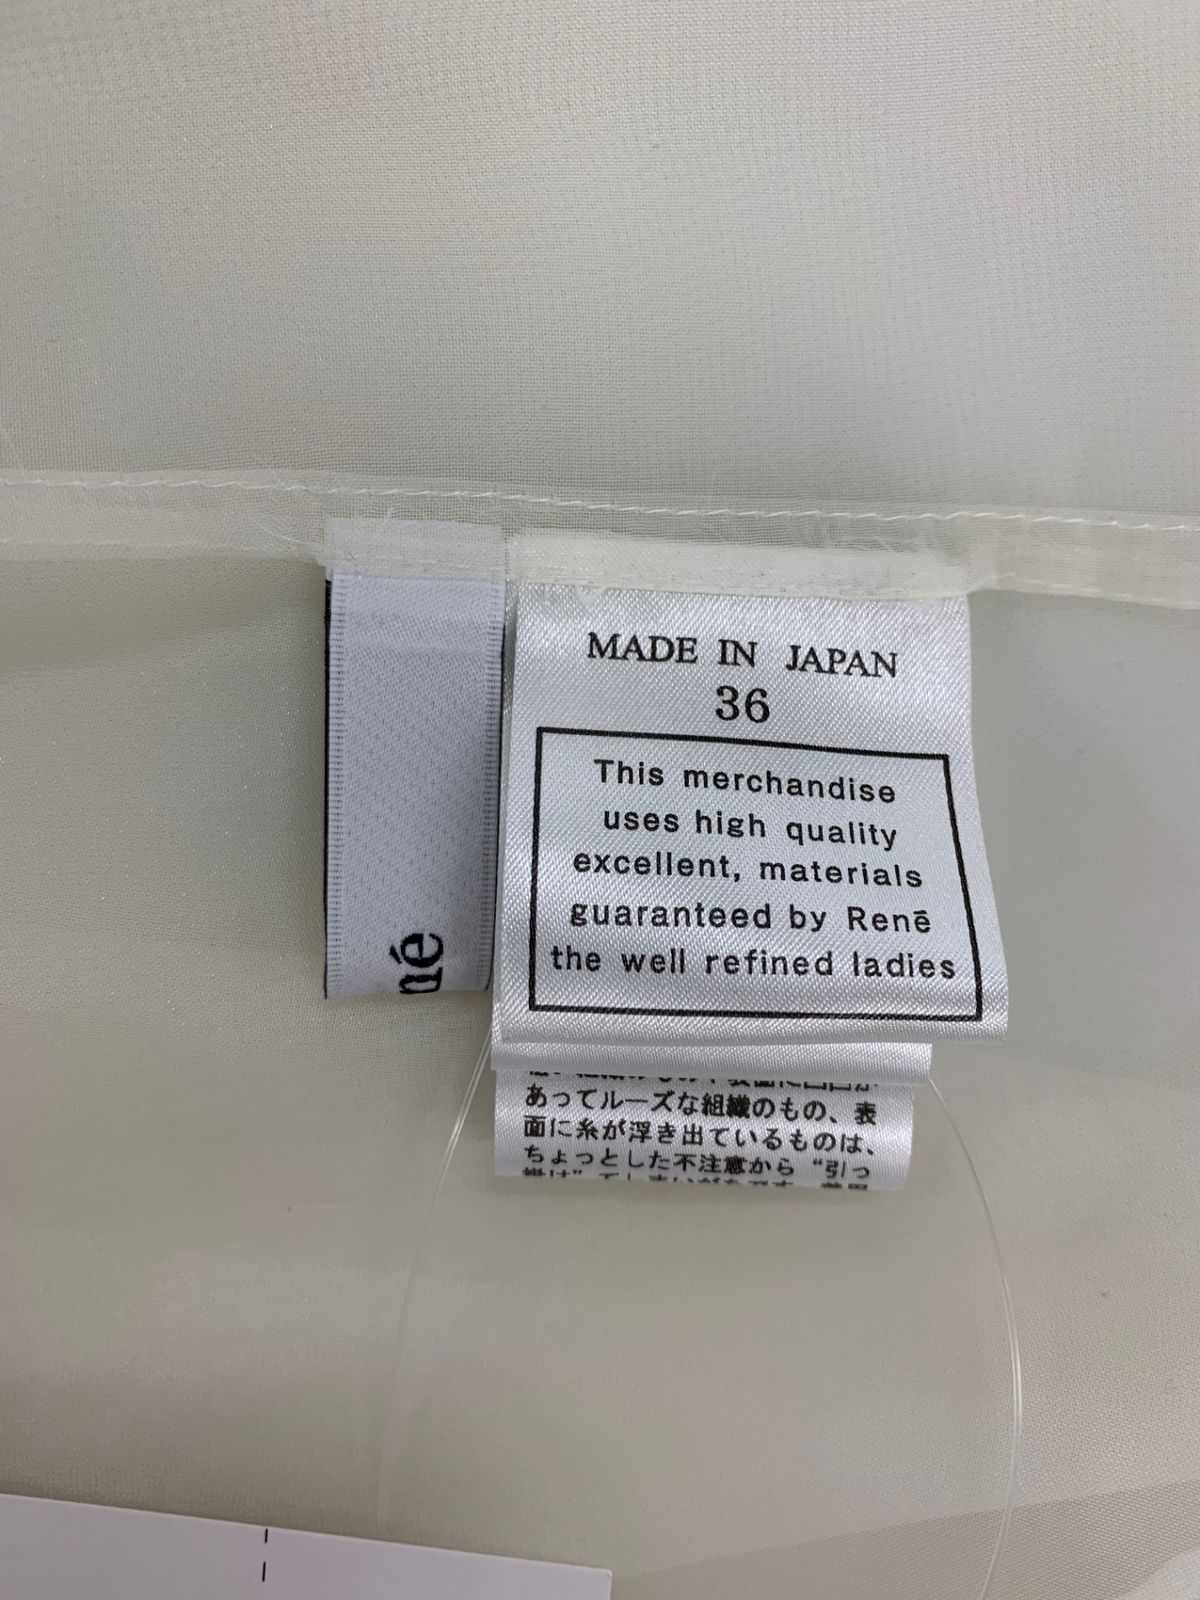 MADE IN JAPAN
36
This merchandise
uses high quality
excellent, materials
guaranteed by Renē
the well refined ladies
né
あってルーズな組織のもの、表
面に糸が浮き出ているものは、
ちょっとした不注意から “引っ